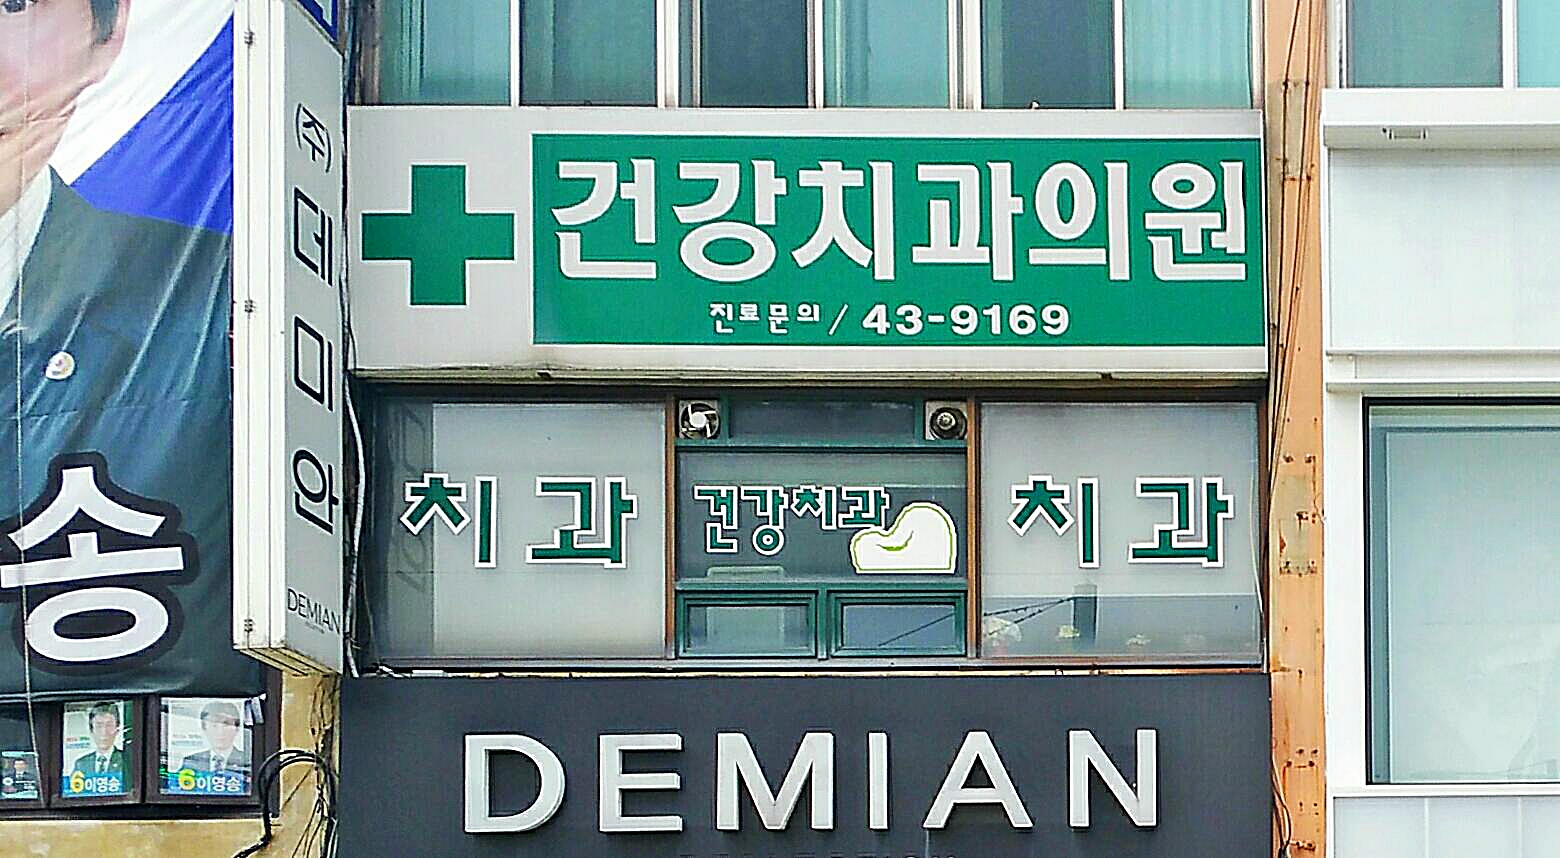 (주)데미안
DEMIAN
건강치과의원
진료문의/ 43-9169
치과
건강치과
치과
송
6이영송
6이영송
DEMIAN